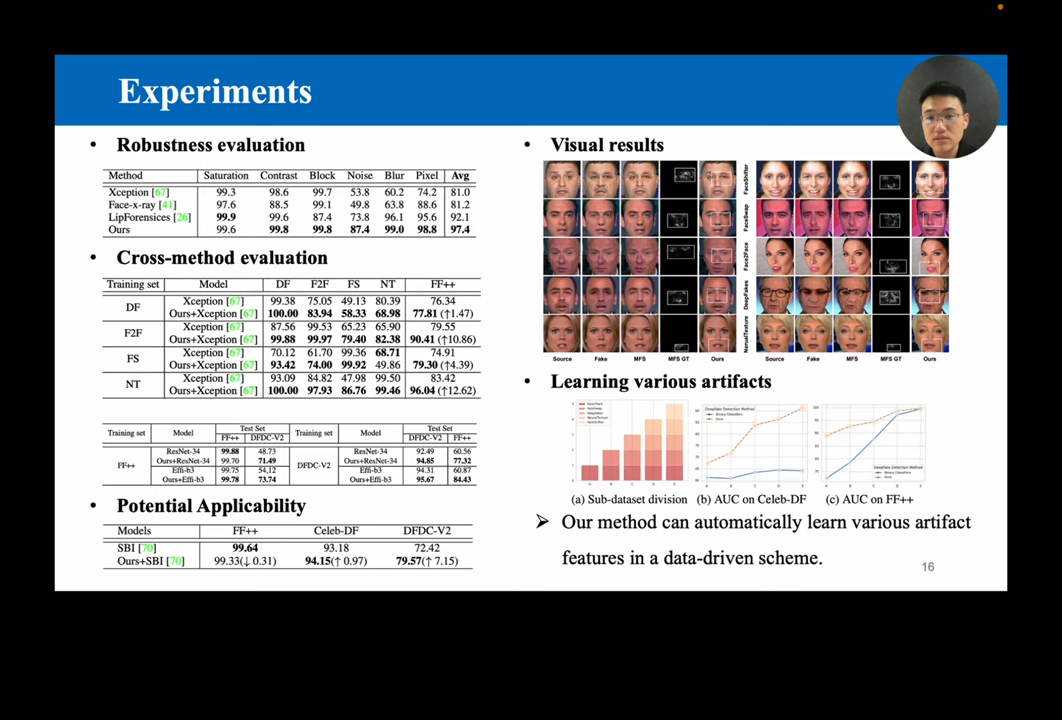 Experiments
• Robustness evaluation
Method Saturation Contrast Block Noise Blur Pixel Avg
Xception [67] 99.3 98.6 99.7 53.8 60.2 74.2 81.0
Face-x-ray [41] 97.6 88.5 99.1 49.8 63.8 88.6 81.2
LipForensices [26] 99.9 99.6 87.4 73.8 96.1 95.6 92.1
Ours 99.6 99.8 99.8 87.4 99.0 98.8 97.4
• Cross-method evaluation
Training set Model DF F2F FS NT FF++
DF
Xception [67] 99.38 75.05 49.13 80.39 76.34
Ours+Xception [67] 100.00 83.94 58.33 68.98 77.81 (↑1.47)
F2F
Xception [67] 87.56 99.53 65.23 65.90 79.55
Ours+Xception [67] 99.88 99.97 79.40 82.38 90.41 (↑10.86)
FS
Xception [67] 70.12 61.70 99.36 68.71 74.91
Ours+Xception [67] 93.42 74.00 99.92 49.86 79.30 (↑4.39)
NT
Xception [67] 93.09 84.82 47.98 99.50 83.42
Ours+Xception [67] 100.00 97.93 86.76 99.46 96.04 (↑12.62)
Training set Model Test Set Training set Model Test Set
FF++ DFDC-V2 DFDC-V2 FF++
FF++ DFDC-V2
ResNet-34 99.88 48.73 ResNet-34 92.49 60.56
Ours+ResNet-34 99.70 71.49 Ours+ResNet-34 94.85 77.32
Effi-b3 99.75 54,12 Effi-b3 94.31 60.87
Ours+Effi-b3 99.78 73.74 Ours+Effi-b3 95.67 84.43
• Potential Applicability
Models FF++ Celeb-DF DFDC-V2
SBI [70] 99.64 93.18 72.42
Ours+SBI [70] 99.33(↓ 0.31) 94.15(↑ 0.97) 79.57(↑ 7.15)
• Visual results
FaceShifter
FaceSwap
Face2Face
DeepFakes
NerualTexture
Source Fake MFS MFS GT Ours Source Fake MFS MFS GT Ours
• Learning various artifacts
Deepfake Detection Method
Binary Classifiers
Ours
Deepfake Detection Method
Binary Classifiers
Ours
(a) Sub-dataset division (b) AUC on Celeb-DF (c) AUC on FF++
➢ Our method can automatically learn various artifact
features in a data-driven scheme.
16